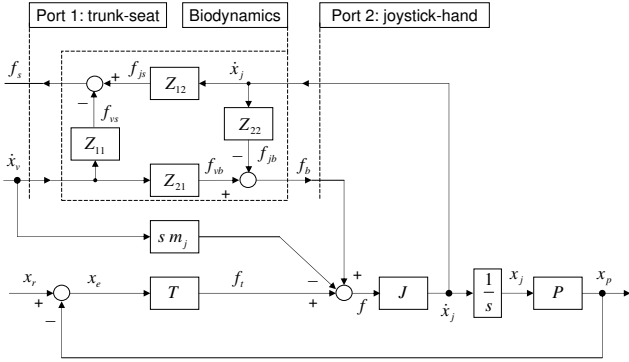 Port 1: trunk-seat
Biodynamics
Port 2: joystick-hand
f_s
+
f_js
Z_12
ẋ_j
−
f_vs
Z_11
Z_22
−
f_jb
ẋ_v
Z_21
f_vb
+
f_b
s m_j
x_r
+
−
x_e
T
f_t
−
+
+
f
J
ẋ_j
1
s
x_j
P
x_p